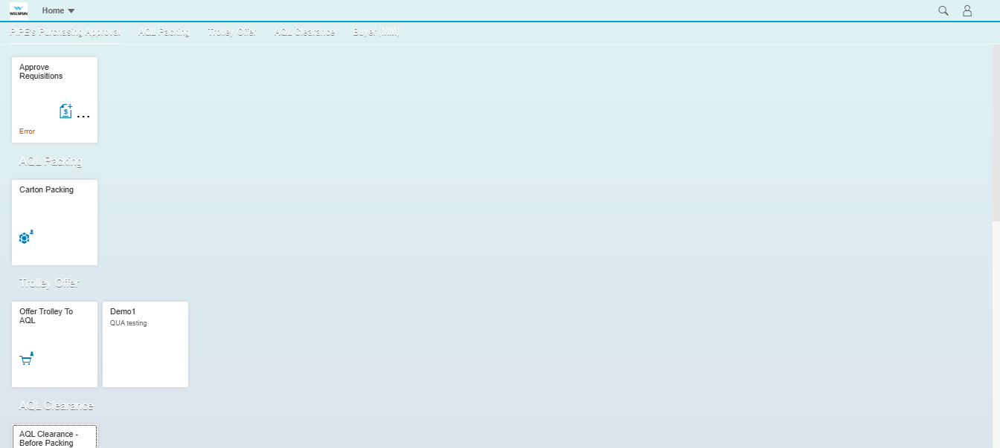 WELSPUN
Home
PIPE's Purchasing Approval
AQL Packing
Trolley Offer
AQL Clearance
Buyer (MM)
Approve
Requisitions
$
...
Error
AQL Packing
Carton Packing
Trolley Offer
Offer Trolley To
AQL
Demo1
QUA testing
AQL Clearance
AQL Clearance -
Before Packing